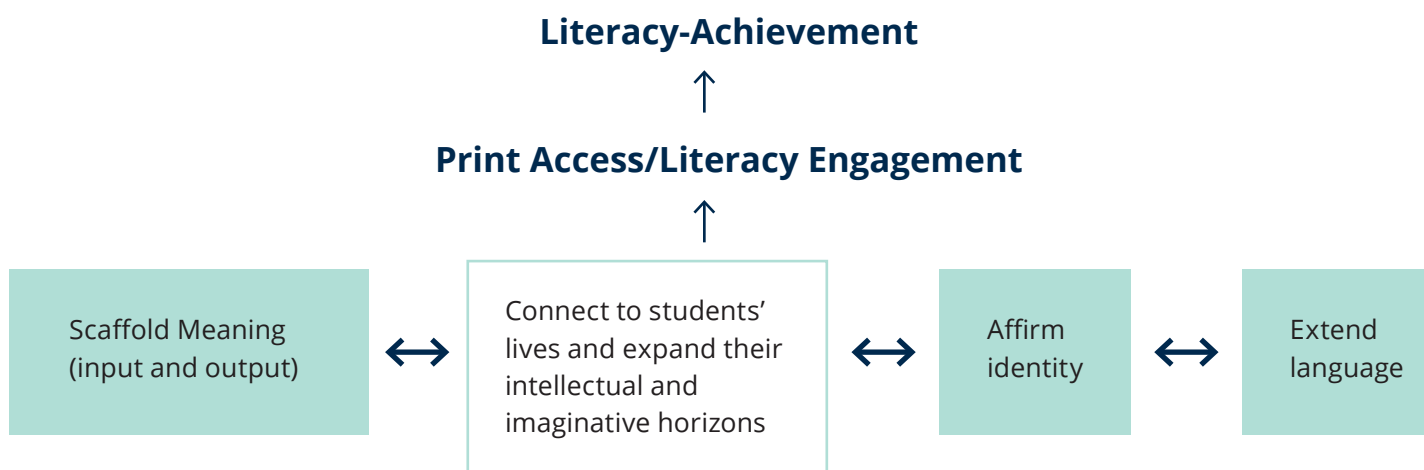 Literacy-Achievement
Print Access/Literacy Engagement
Scaffold Meaning
(input and output)
Connect to students’
lives and expand their
intellectual and
imaginative horizons
Affirm
identity
Extend
language